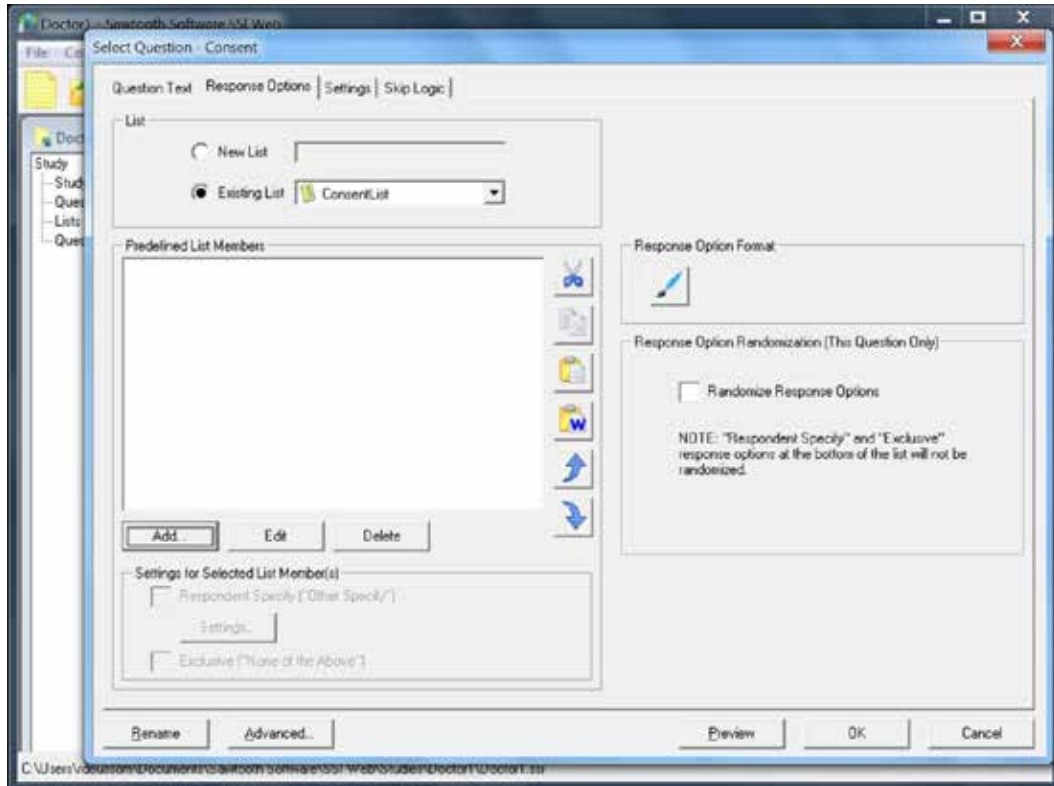 Doctor1 - Sawtooth Software SSI Web
File
Select Question - Consent
Question Text Response Options Settings Skip Logic
List
New List
Existing List ConsentList
Study
Predefined List Members
Lists
Response Option Format
Response Option Randomization (This Question Only)
Randomize Response Options
NOTE: "Respondent Specify" and "Exclusive"
response options at the bottom of the list will not be
randomized.
W
Add... Edit Delete
Settings for Selected List Member(s)
Respondent Specify ("Other Specify")
Settings...
Exclusive ("None of the Above")
Rename Advanced... Preview OK Cancel